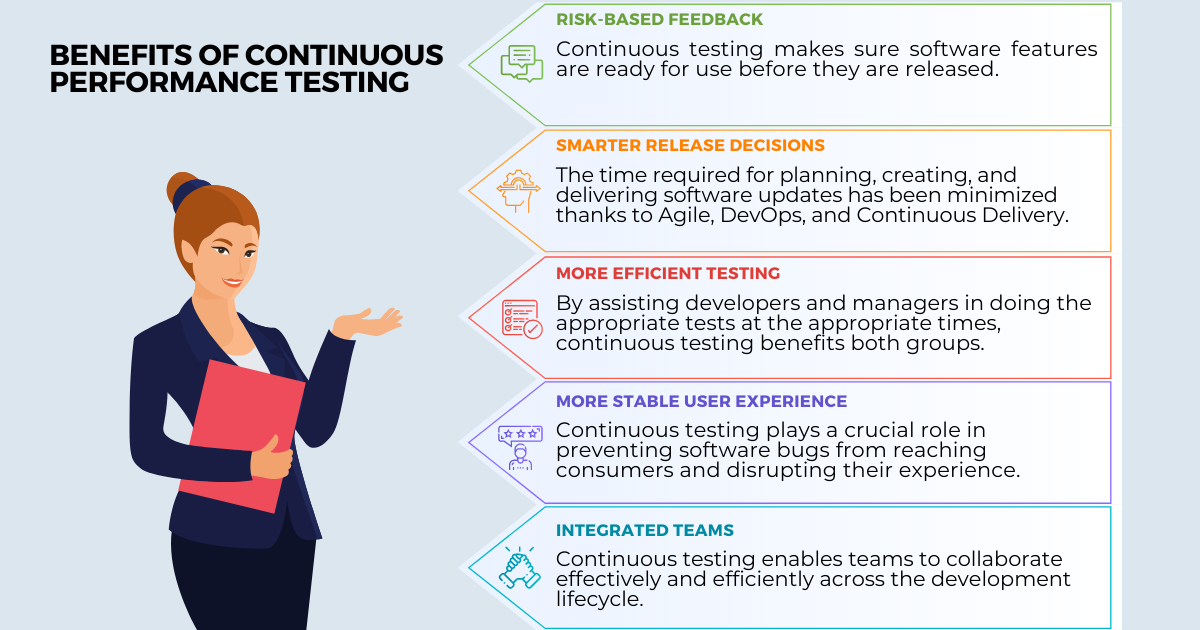 BENEFITS OF CONTINUOUS
PERFORMANCE TESTING
RISK-BASED FEEDBACK
Continuous testing makes sure software features
are ready for use before they are released.
SMARTER RELEASE DECISIONS
The time required for planning, creating, and
delivering software updates has been minimized
thanks to Agile, DevOps, and Continuous Delivery.
MORE EFFICIENT TESTING
By assisting developers and managers in doing the
appropriate tests at the appropriate times,
continuous testing benefits both groups.
MORE STABLE USER EXPERIENCE
Continuous testing plays a crucial role in
preventing software bugs from reaching
consumers and disrupting their experience.
INTEGRATED TEAMS
Continuous testing enables teams to collaborate
effectively and efficiently across the development
lifecycle.